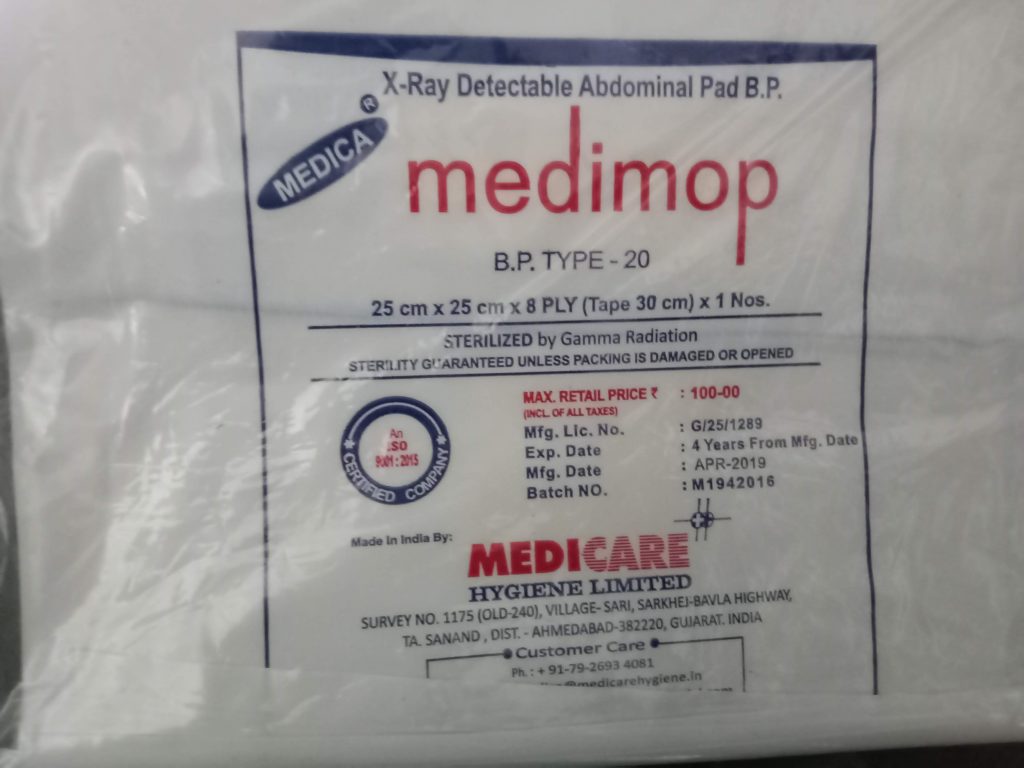 X-Ray Detectable Abdominal Pad B.P.
MEDICA ®
medimop
B.P. TYPE - 20
25 cm x 25 cm x 8 PLY (Tape 30 cm) x 1 Nos.
STERILIZED by Gamma Radiation
STERILITY GUARANTEED UNLESS PACKING IS DAMAGED OR OPENED
MAX. RETAIL PRICE ₹ : 100-00
(INCL. OF ALL TAXES)
Mfg. Lic. No. : G/25/1289
Exp. Date : 4 Years From Mfg. Date
Mfg. Date : APR-2019
Batch NO. : M1942016
An
ISO
9001:2015
CERTIFIED COMPANY
Made In India By:
MEDICARE
HYGIENE LIMITED
SURVEY NO. 1175 (OLD-240), VILLAGE- SARI, SARKHEJ-BAVLA HIGHWAY,
TA. SANAND , DIST. - AHMEDABAD-382220, GUJARAT. INDIA
Customer Care
Ph. : + 91-79-2693 4081
@medicarehygiene.in